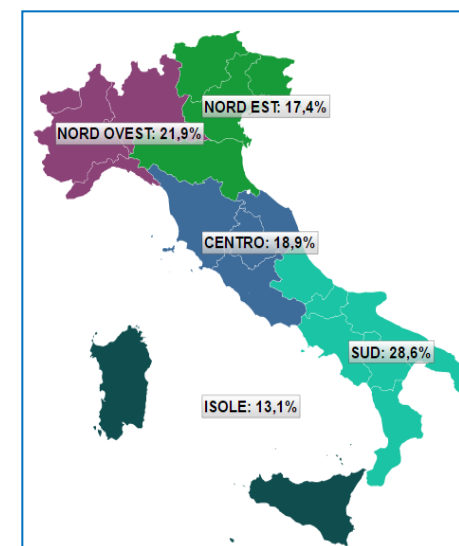 NORD EST: 17,4%
NORD OVEST: 21,9%
CENTRO: 18,9%
SUD: 28,6%
ISOLE: 13,1%